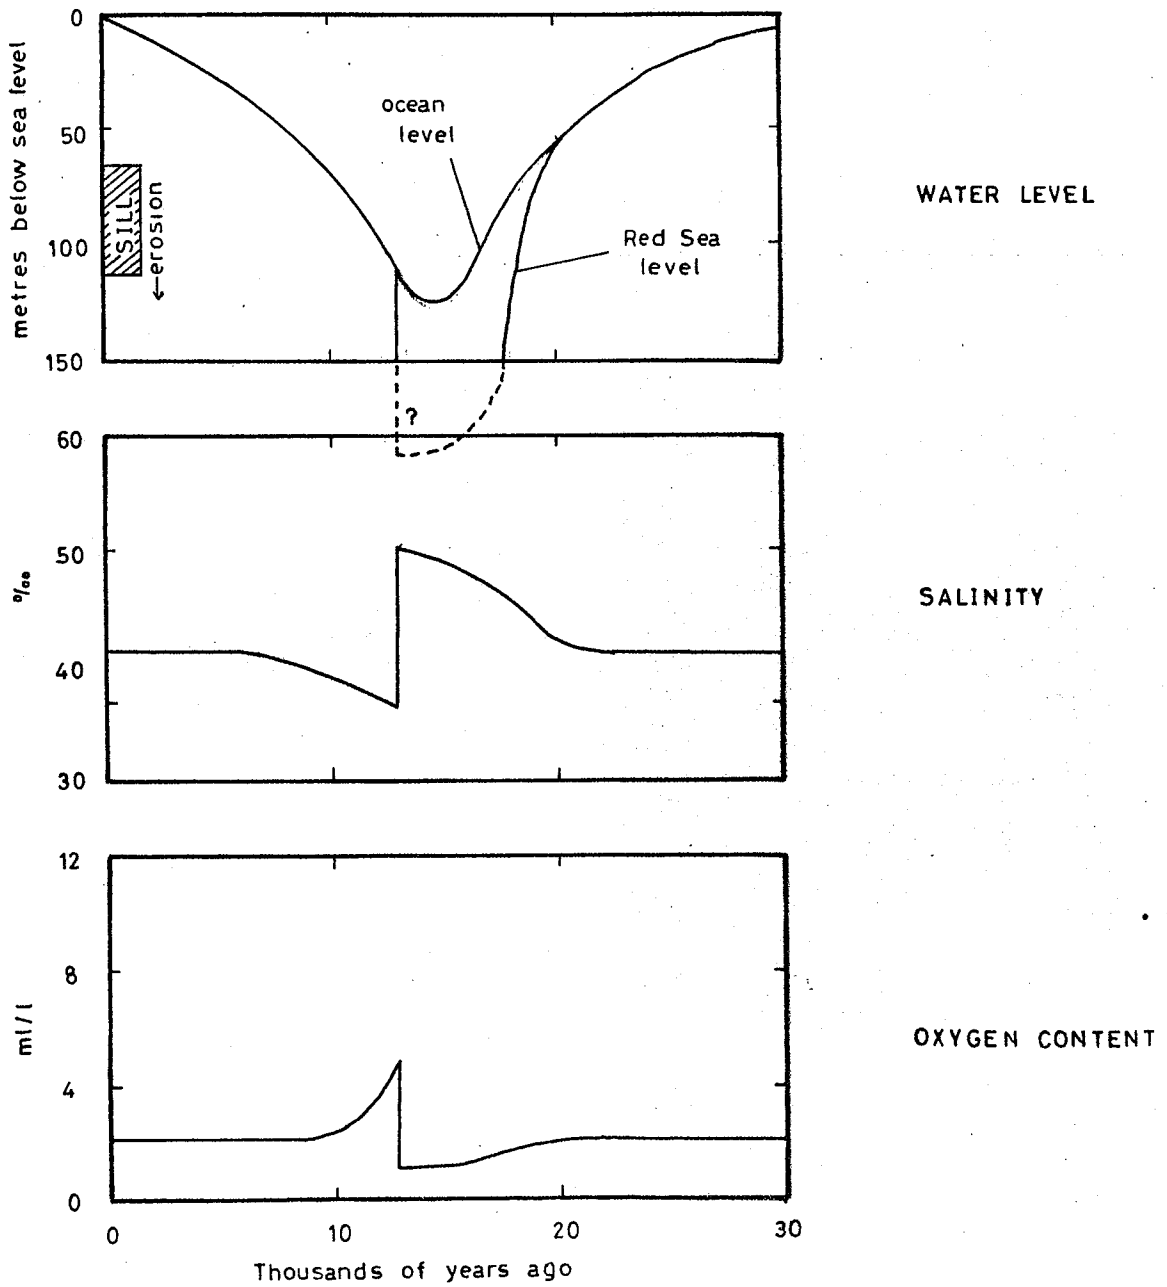 0
50
100
150
metres below sea level
SILL
erosion
ocean
level
Red Sea
level
?
WATER LEVEL
60
50
40
30
‰
SALINITY
12
8
4
0
ml/l
OXYGEN CONTENT
0
10
20
30
Thousands of years ago